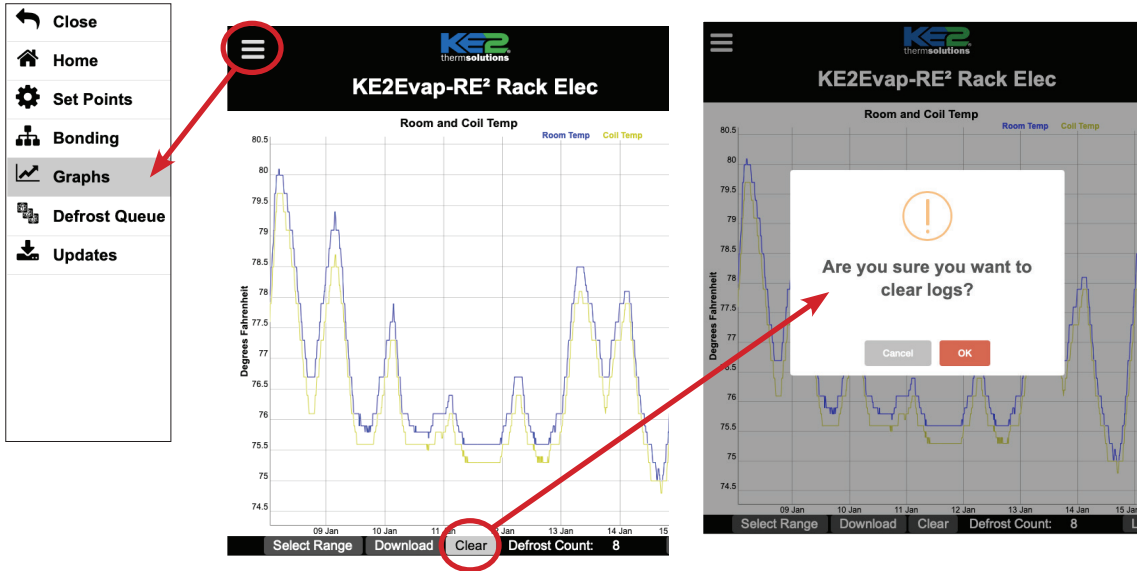 Close
Home
Set Points
Bonding
Graphs
Defrost Queue
Updates
KE2
thermsolutions
KE2Evap-RE² Rack Elec
Room and Coil Temp
Room Temp Coil Temp
80.5
80
79.5
79
78.5
78
77.5
77
76.5
76
75.5
75
74.5
Degrees Fahrenheit
09 Jan 10 Jan 11 Jan 12 Jan 13 Jan 14 Jan 15
Select Range Download Clear Defrost Count: 8
KE2
thermsolutions
KE2Evap-RE² Rack Elec
Room and Coil Temp
Room Temp Coil Temp
80.5
80
79.5
79
78.5
78
77.5
77
76.5
76
75.5
75
74.5
Degrees Fahrenheit
Are you sure you want to
clear logs?
Cancel OK
09 Jan 10 Jan 11 Jan 12 Jan 13 Jan 14 Jan 15 Jan
Select Range Download Clear Defrost Count: 8 L